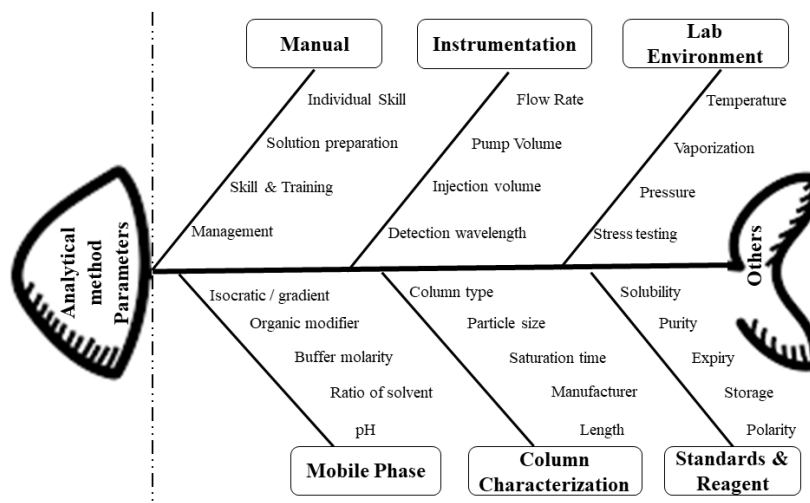 Manual
Individual Skill
Solution preparation
Skill & Training
Management
Instrumentation
Flow Rate
Pump Volume
Injection volume
Detection wavelength
Lab
Environment
Temperature
Vaporization
Pressure
Stress testing
Analytical
method
Parameters
Others
Isocratic / gradient
Organic modifier
Buffer molarity
Ratio of solvent
pH
Mobile Phase
Column type
Particle size
Saturation time
Manufacturer
Length
Column
Characterization
Solubility
Purity
Expiry
Storage
Polarity
Standards &
Reagent